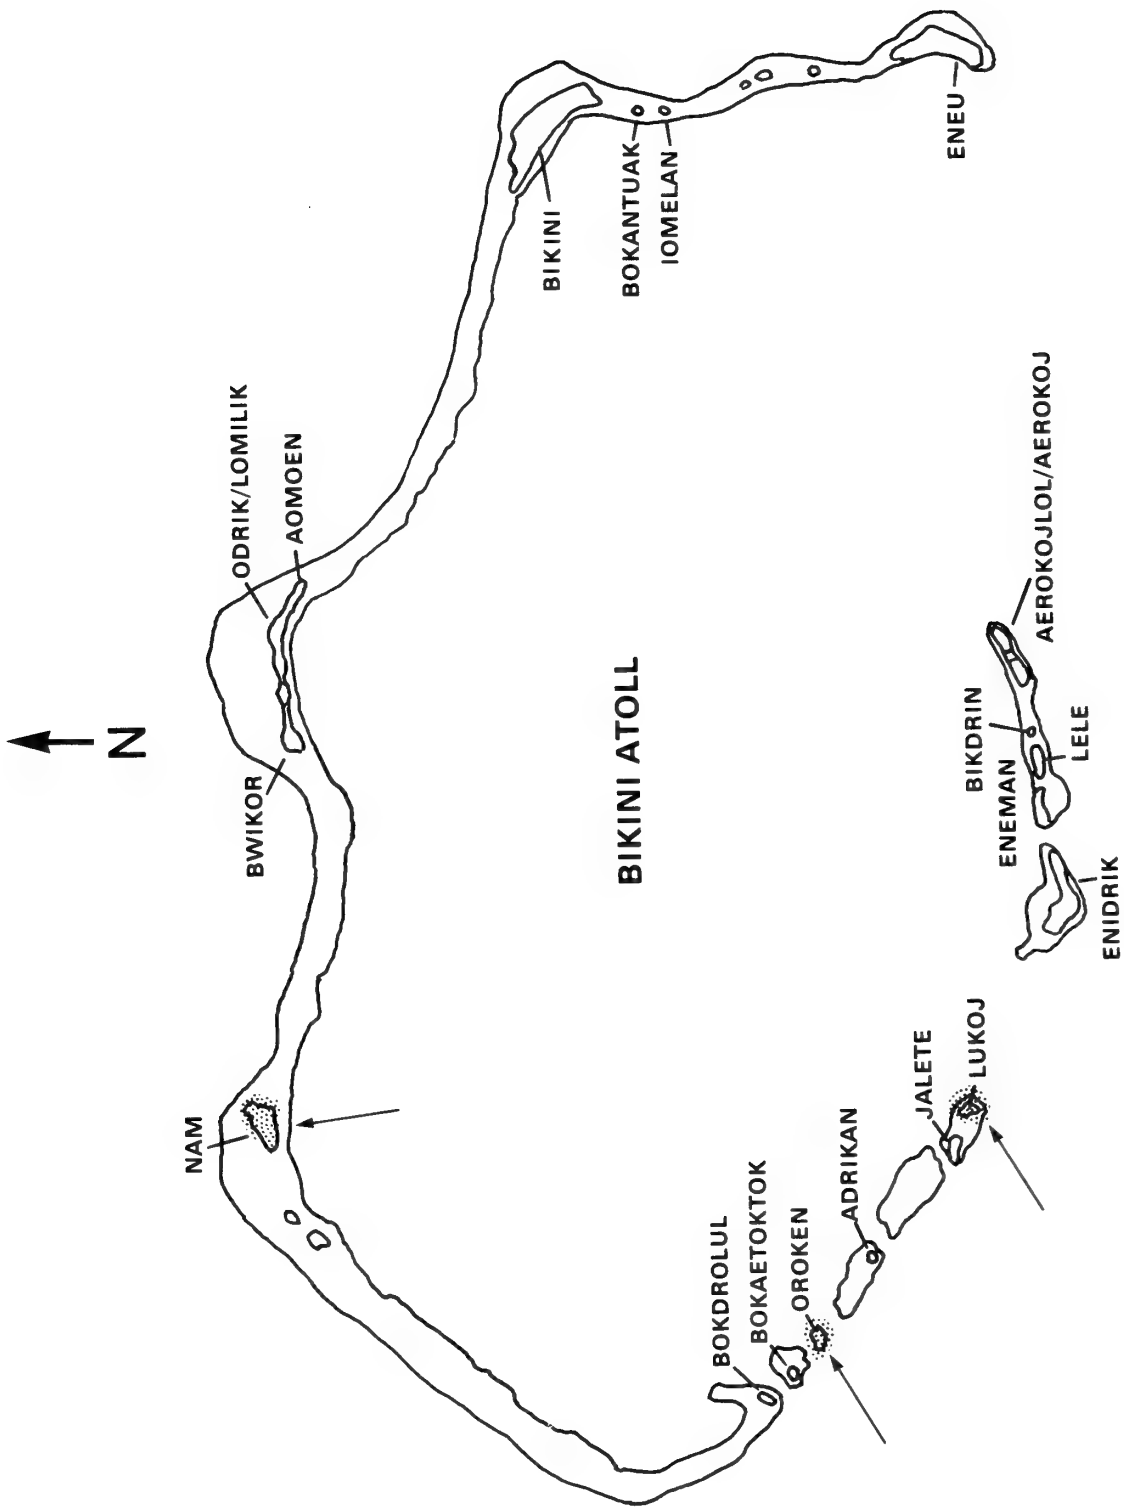 N
ODRIK/LOMILIK
AOMOEN
BWIKOR
NAM
BIKINI
BOKANTUAK
IOMELAN
ENEU
BIKINI ATOLL
BOKDROLUL
BOKAETOKTOK
OROKEN
ADRIKAN
JALETE
LUKOJ
ENIDRIK
ENEMAN
BIKDRIN
LELE
AEROKOJLOL/AEROKOJ